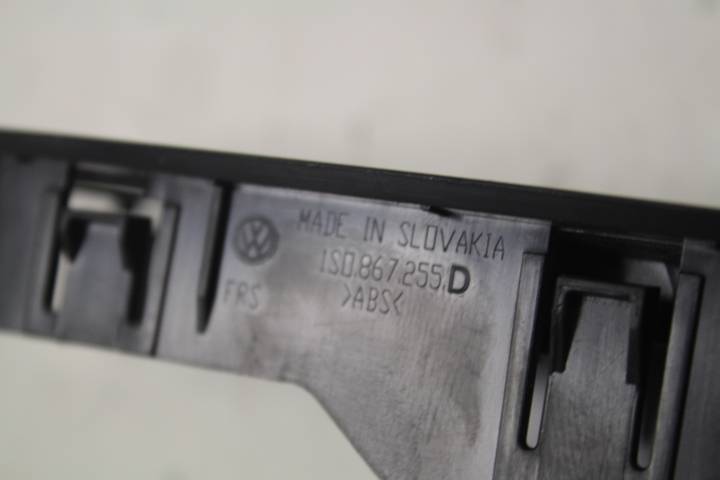 MADE IN SLOVAKIA
1S0.867.255.D
FRS >ABS<